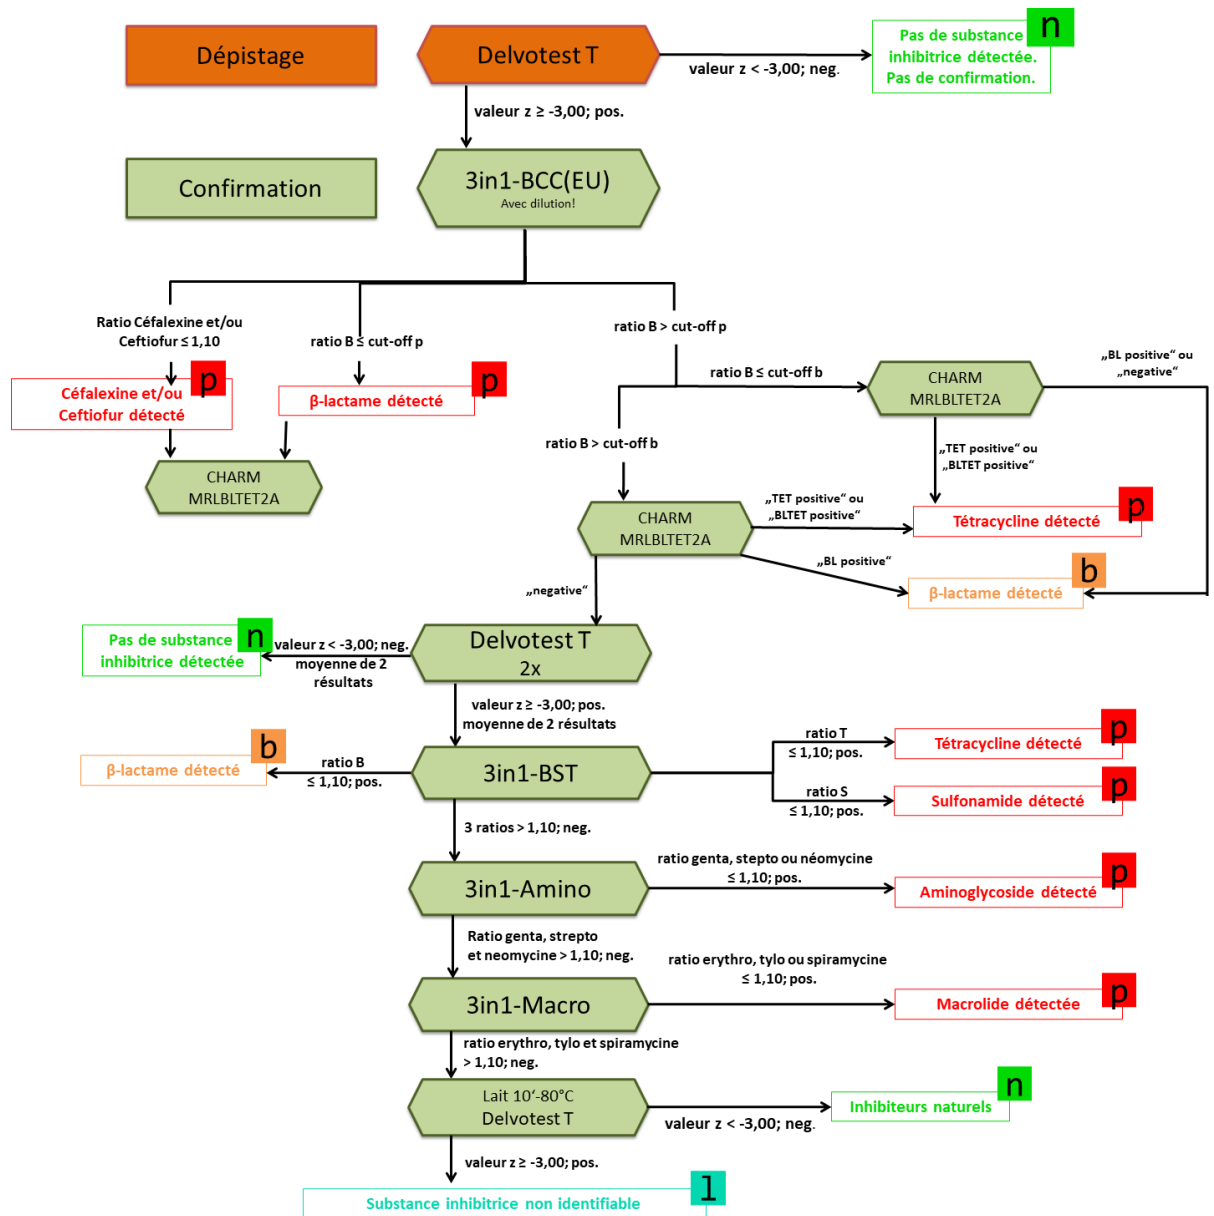 Dépistage
Delvotest T
valeur z < -3,00; neg.
n
Pas de substance
inhibitrice détectée.
Pas de confirmation.
valeur z ≥ -3,00; pos.
Confirmation
3in1-BCC(EU)
Avec dilution!
Ratio Céfalexine et/ou
Ceftiofur ≤ 1,10
ratio B ≤ cut-off p
ratio B > cut-off p
p
Céfalexine et/ou
Ceftiofur détecté
p
β-lactame détecté
CHARM
MRLBLTET2A
ratio B ≤ cut-off b
CHARM
MRLBLTET2A
„BL positive“ ou
„negative“
ratio B > cut-off b
„TET positive“ ou
„BLTET positive“
CHARM
MRLBLTET2A
„TET positive“ ou
„BLTET positive“
p
Tétracycline détecté
„BL positive“
b
β-lactame détecté
„negative“
n
Pas de substance
inhibitrice détectée
valeur z < -3,00; neg.
moyenne de 2
résultats
Delvotest T
2x
valeur z ≥ -3,00; pos.
moyenne de 2 résultats
b
β-lactame détecté
ratio B
≤ 1,10; pos.
3in1-BST
ratio T
≤ 1,10; pos.
p
Tétracycline détecté
ratio S
≤ 1,10; pos.
p
Sulfonamide détecté
3 ratios > 1,10; neg.
3in1-Amino
ratio genta, stepto ou néomycine
≤ 1,10; pos.
p
Aminoglycoside détecté
Ratio genta, strepto
et neomycine > 1,10; neg.
3in1-Macro
ratio erythro, tylo ou spiramycine
≤ 1,10; pos.
p
Macrolide détectée
ratio erythro, tylo et spiramycine
> 1,10; neg.
Lait 10‘-80°C
Delvotest T
valeur z < -3,00; neg.
n
Inhibiteurs naturels
valeur z ≥ -3,00; pos.
l
Substance inhibitrice non identifiable